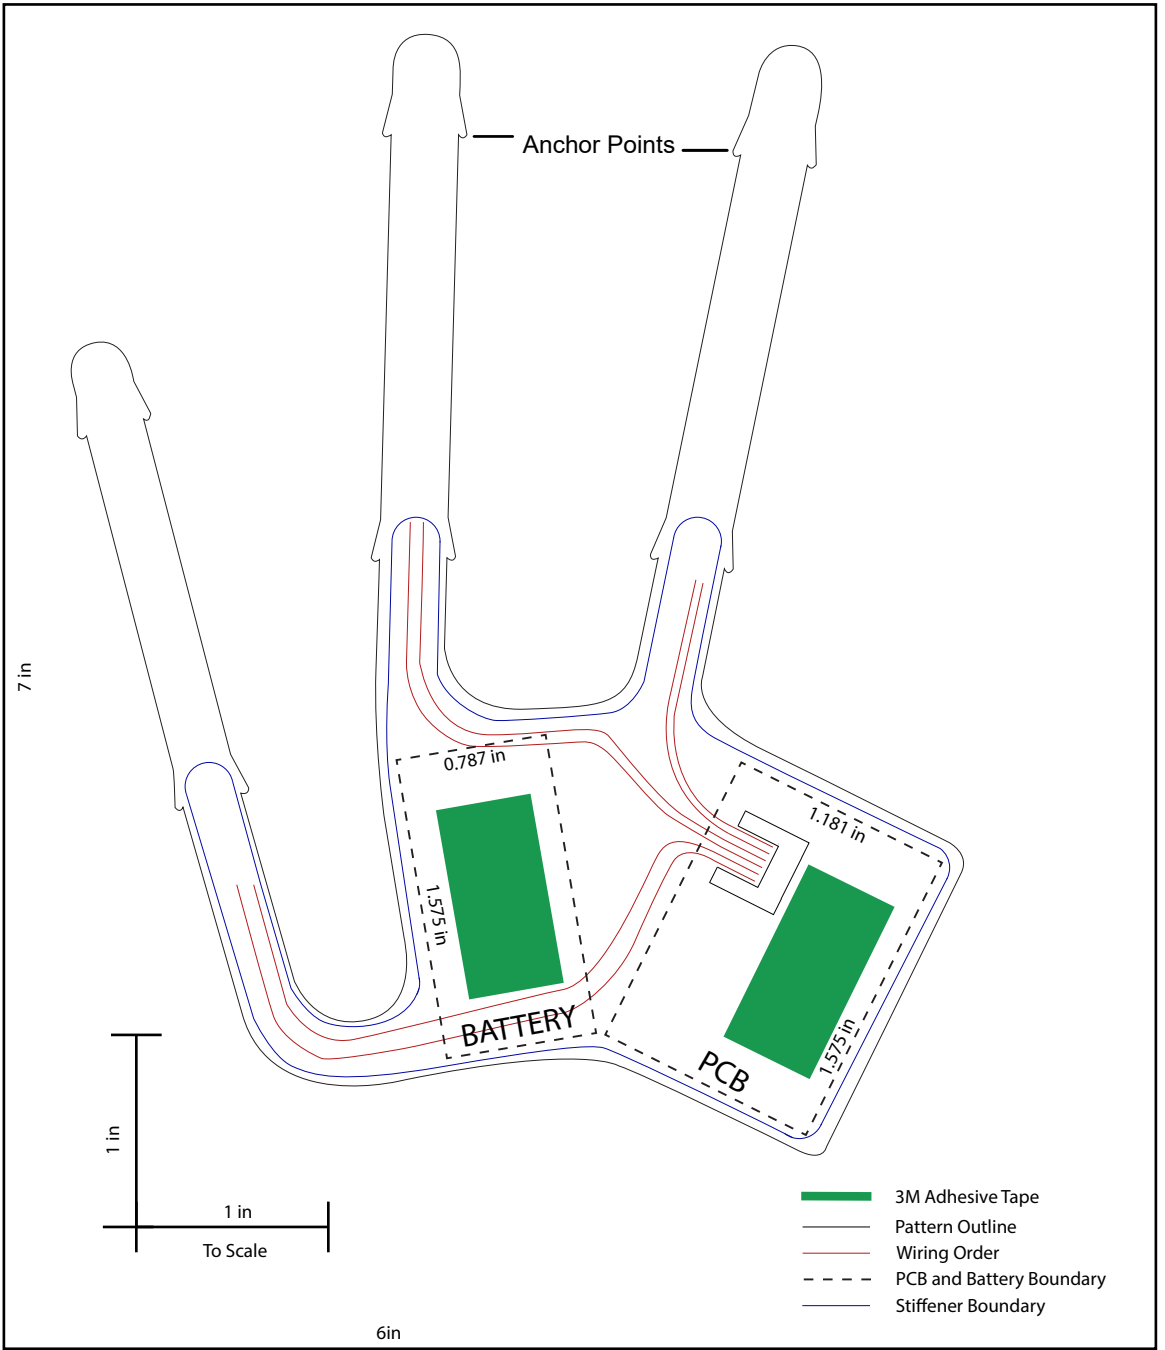 Anchor Points
7 in
0.787 in
1.181 in
1.575 in
BATTERY
1.575 in
PCB
1 in
1 in
To Scale
3M Adhesive Tape
Pattern Outline
Wiring Order
PCB and Battery Boundary
Stiffener Boundary
6in